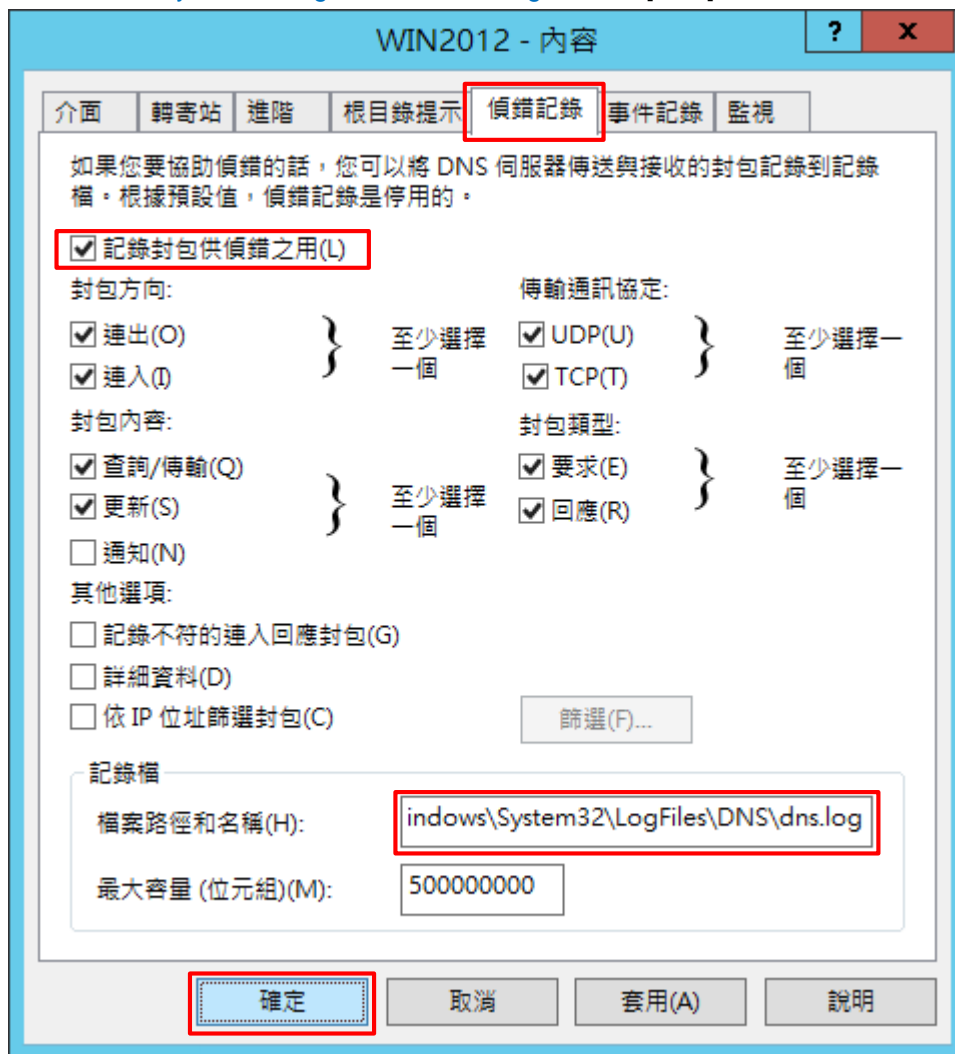 WIN2012 - 內容
?
x
介面
轉寄站
進階
根目錄提示
偵錯記錄
事件記錄
監視
如果您要協助偵錯的話，您可以將 DNS 伺服器傳送與接收的封包記錄到記錄
檔。根據預設值，偵錯記錄是停用的。
記錄封包供偵錯之用(L)
封包方向:
傳輸通訊協定:
連出(O)
連入(I)
}
至少選擇
一個
UDP(U)
TCP(T)
}
至少選擇一
個
封包內容:
封包類型:
查詢/傳輸(Q)
更新(S)
通知(N)
}
至少選擇
一個
要求(E)
回應(R)
}
至少選擇一
個
其他選項:
記錄不符的連入回應封包(G)
詳細資料(D)
依 IP 位址篩選封包(C)
篩選(F)...
記錄檔
檔案路徑和名稱(H):
indows\System32\LogFiles\DNS\dns.log
最大容量 (位元組)(M):
500000000
確定
取消
套用(A)
說明